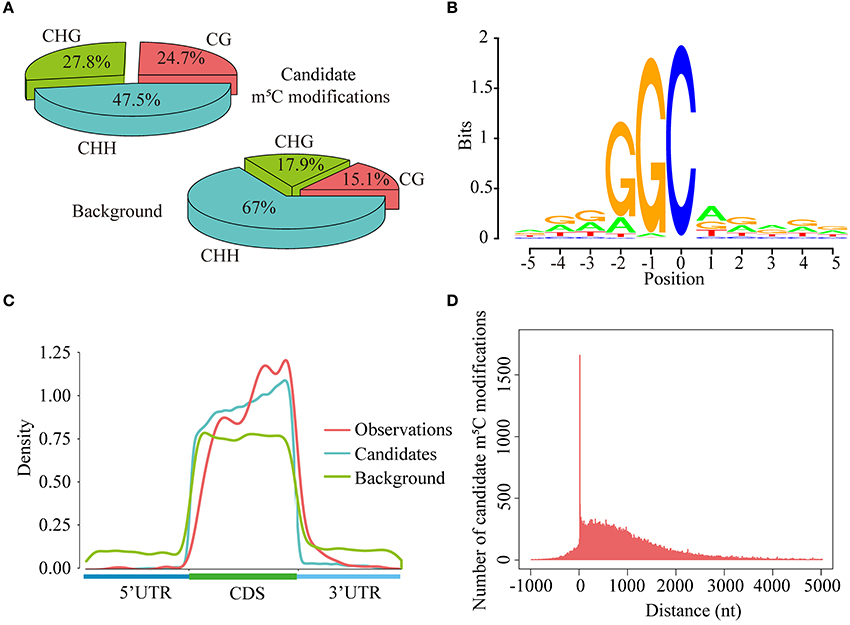 A
CHG
CG
27.8%
24.7%
Candidate
m⁵C modifications
47.5%
CHH
CHG
17.9%
15.1%
CG
Background
67%
CHH
B
Bits
2
1.5
1
0.5
0
G G G G C A G G G
-5 -4 -3 -2 -1 0 1 2 3 4 5
Position
C
Density
1.25
1.00
0.75
0.50
0.25
0.00
Observations
Candidates
Background
5’UTR CDS 3’UTR
D
Number of candidate m⁵C modifications
1500
1000
500
0
-1000 0 1000 2000 3000 4000 5000
Distance (nt)